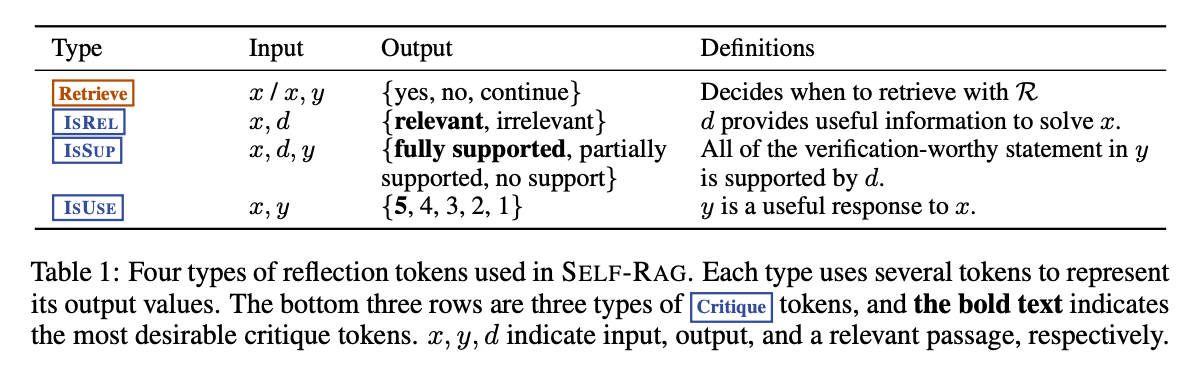 Type Input Output Definitions
Retrieve x / x, y {yes, no, continue} Decides when to retrieve with R
ISREL x, d {relevant, irrelevant} d provides useful information to solve x.
ISSUP x, d, y {fully supported, partially All of the verification-worthy statement in y
supported, no support} is supported by d.
ISUSE x, y {5, 4, 3, 2, 1} y is a useful response to x.
Table 1: Four types of reflection tokens used in SELF-RAG. Each type uses several tokens to represent
its output values. The bottom three rows are three types of Critique tokens, and the bold text indicates
the most desirable critique tokens. x, y, d indicate input, output, and a relevant passage, respectively.